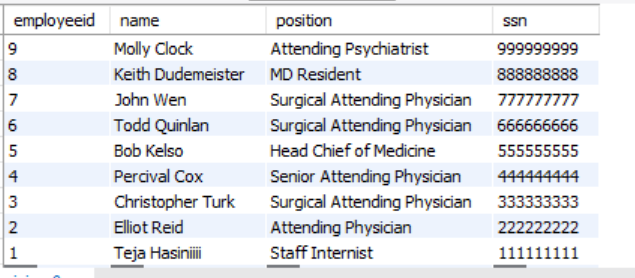 employeeid name position ssn
9 Molly Clock Attending Psychiatrist 999999999
8 Keith Dudemeister MD Resident 888888888
7 John Wen Surgical Attending Physician 777777777
6 Todd Quinlan Surgical Attending Physician 666666666
5 Bob Kelso Head Chief of Medicine 555555555
4 Percival Cox Senior Attending Physician 444444444
3 Christopher Turk Surgical Attending Physician 333333333
2 Elliot Reid Attending Physician 222222222
1 Teja Hasiniiii Staff Internist 111111111